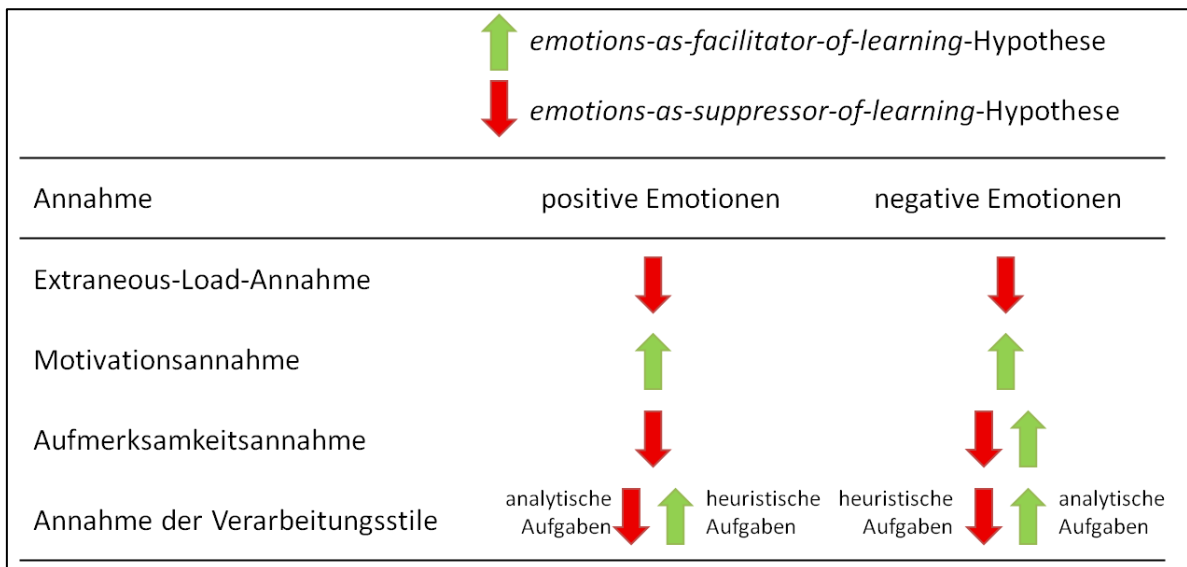 emotions-as-facilitator-of-learning-Hypothese
emotions-as-suppressor-of-learning-Hypothese
Annahme positive Emotionen negative Emotionen
Extraneous-Load-Annahme
Motivationsannahme
Aufmerksamkeitsannahme
Annahme der Verarbeitungsstile
analytische Aufgaben
heuristische Aufgaben
heuristische Aufgaben
analytische Aufgaben